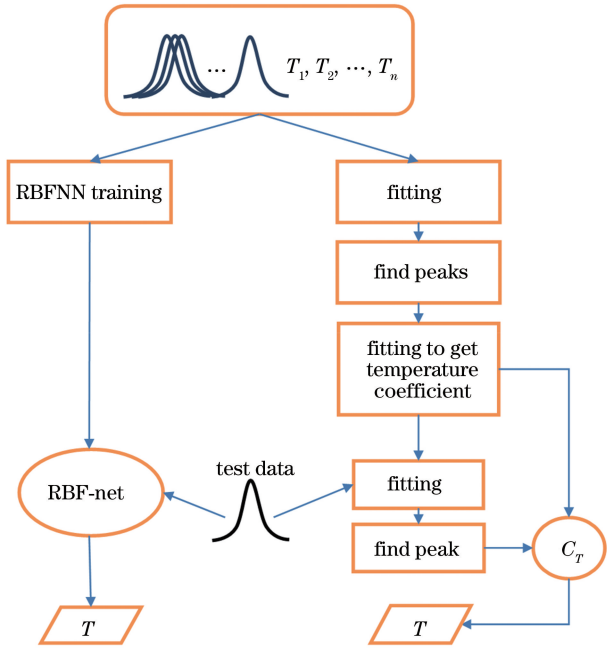 ... T₁, T₂, ..., Tₙ
RBFNN training
fitting
find peaks
fitting to get
temperature
coefficient
test data
RBF-net
fitting
find peak
C_T
T
T